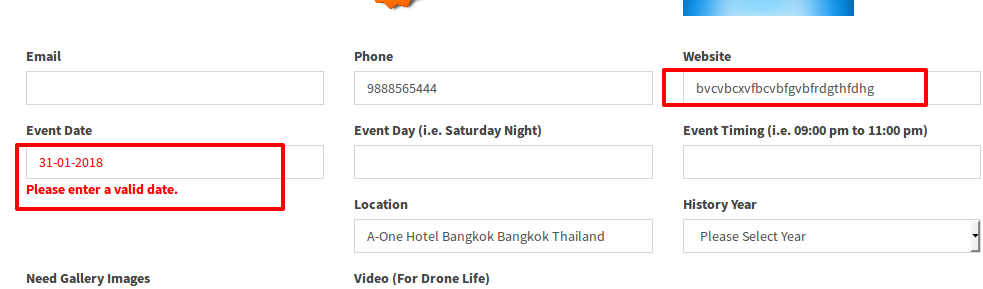 Email
Phone
Website
9888565444
bvcvbcxvfbcvbfgvbfrdgthfdhg
Event Date
Event Day (i.e. Saturday Night)
Event Timing (i.e. 09:00 pm to 11:00 pm)
31-01-2018
Please enter a valid date.
Location
History Year
A-One Hotel Bangkok Bangkok Thailand
Please Select Year
Need Gallery Images
Video (For Drone Life)